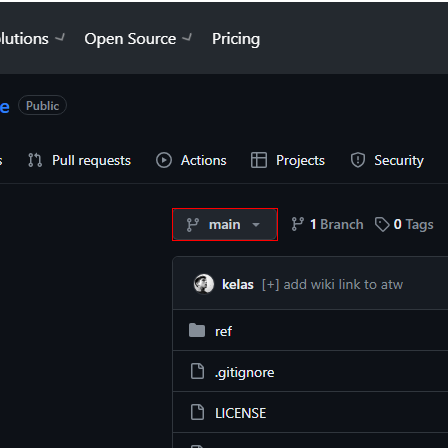 olutions Open Source Pricing
e Public
s Pull requests Actions Projects Security
main 1 Branch 0 Tags
kelas [+] add wiki link to atw
ref
.gitignore
LICENSE